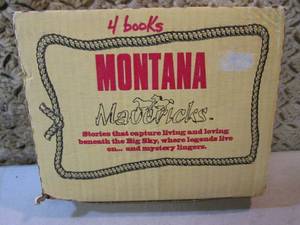 4 books
MONTANA
Mavericks™
Stories that capture living and loving
beneath the Big Sky, where legends live
on... and mystery lingers.